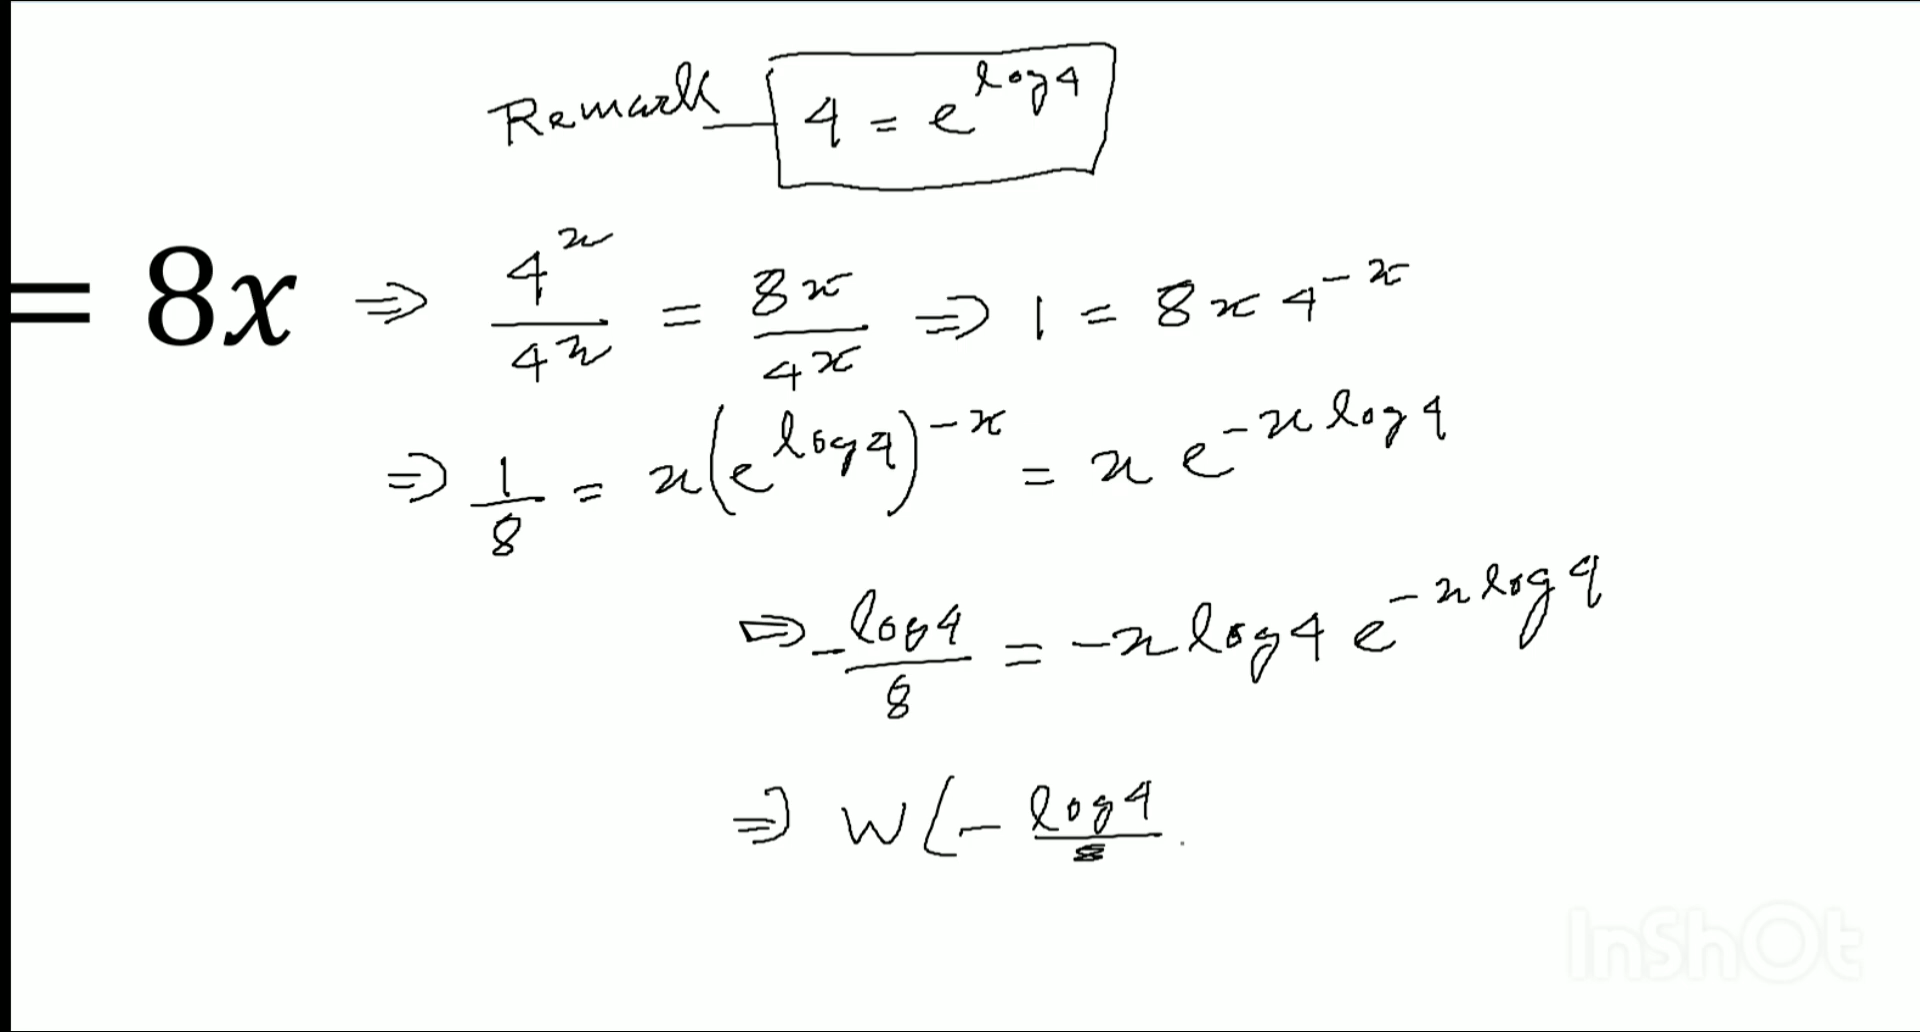 Remark 4 = e^{log 4}
= 8x ⇒ 4^x / 4^x = 8x / 4^x ⇒ 1 = 8x 4^{-x}
⇒ 1/8 = x(e^{log 4})^{-x} = x e^{-x log 4}
⇒ -log 4 / 8 = -x log 4 e^{-x log 4}
⇒ W(- log 4 / 8
InShOt